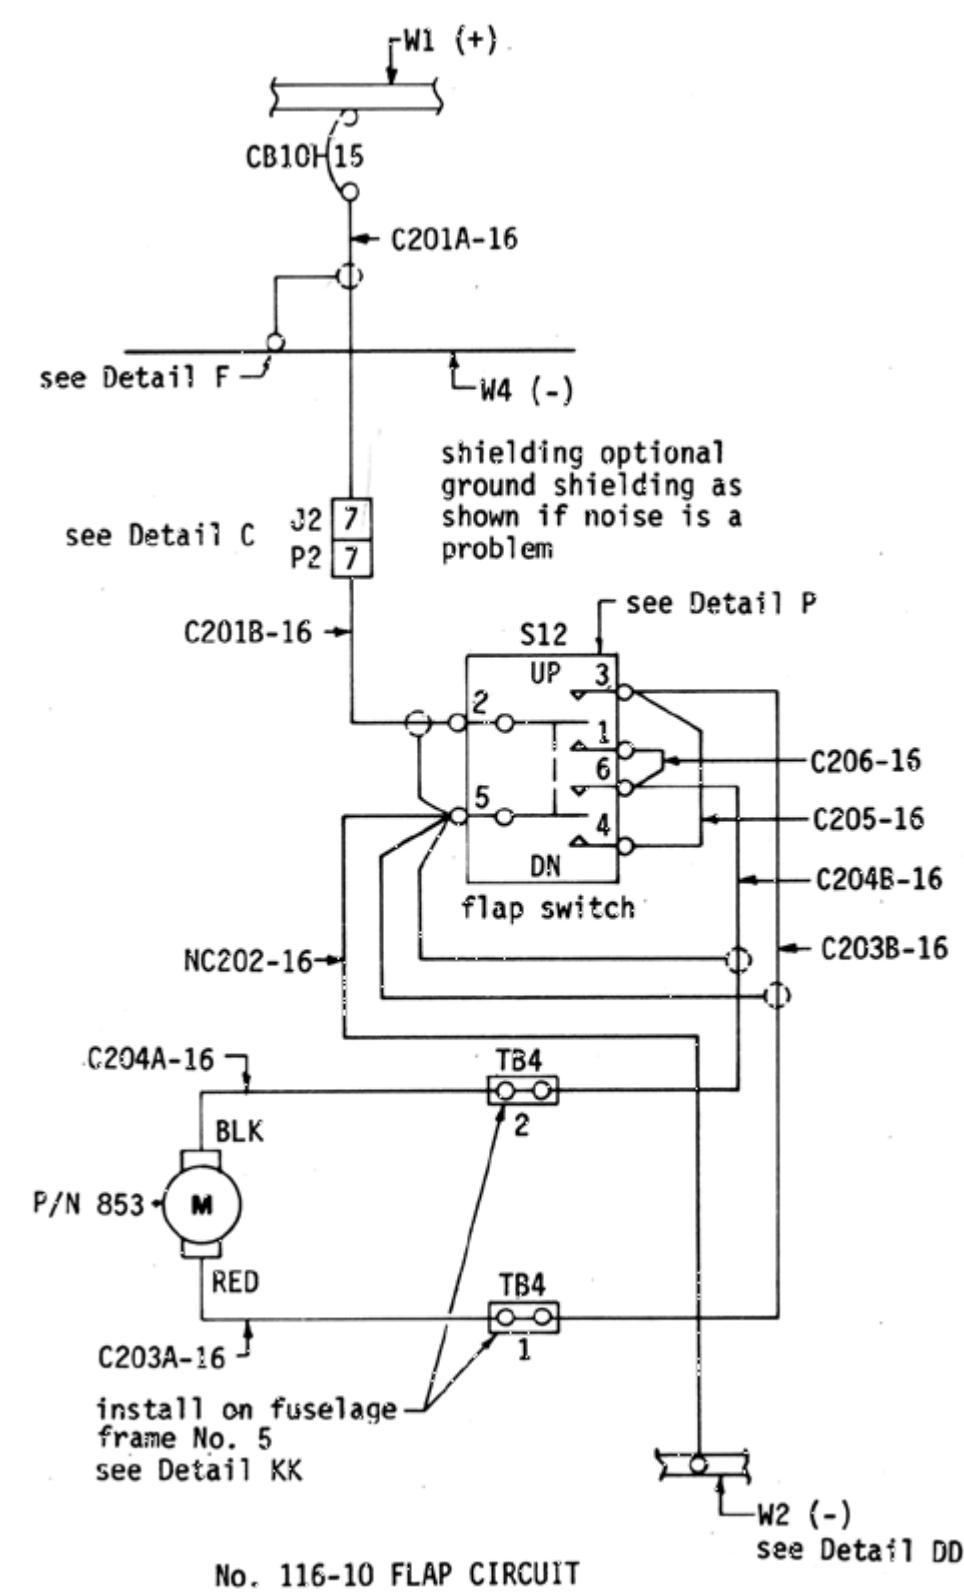 W1 (+)
CB10
15
C201A-16
see Detail F
W4 (-)
shielding optional
ground shielding as
shown if noise is a
problem
see Detail C
J2 7
P2 7
see Detail P
C201B-16
S12
UP
3
2
1
C206-16
6
5
C205-16
4
DN
C204B-16
flap switch
C203B-16
NC202-16
C204A-16
TB4
BLK
2
P/N 853
M
RED
TB4
1
C203A-16
install on fuselage
frame No. 5
see Detail KK
W2 (-)
see Detail DD
No. 116-10 FLAP CIRCUIT